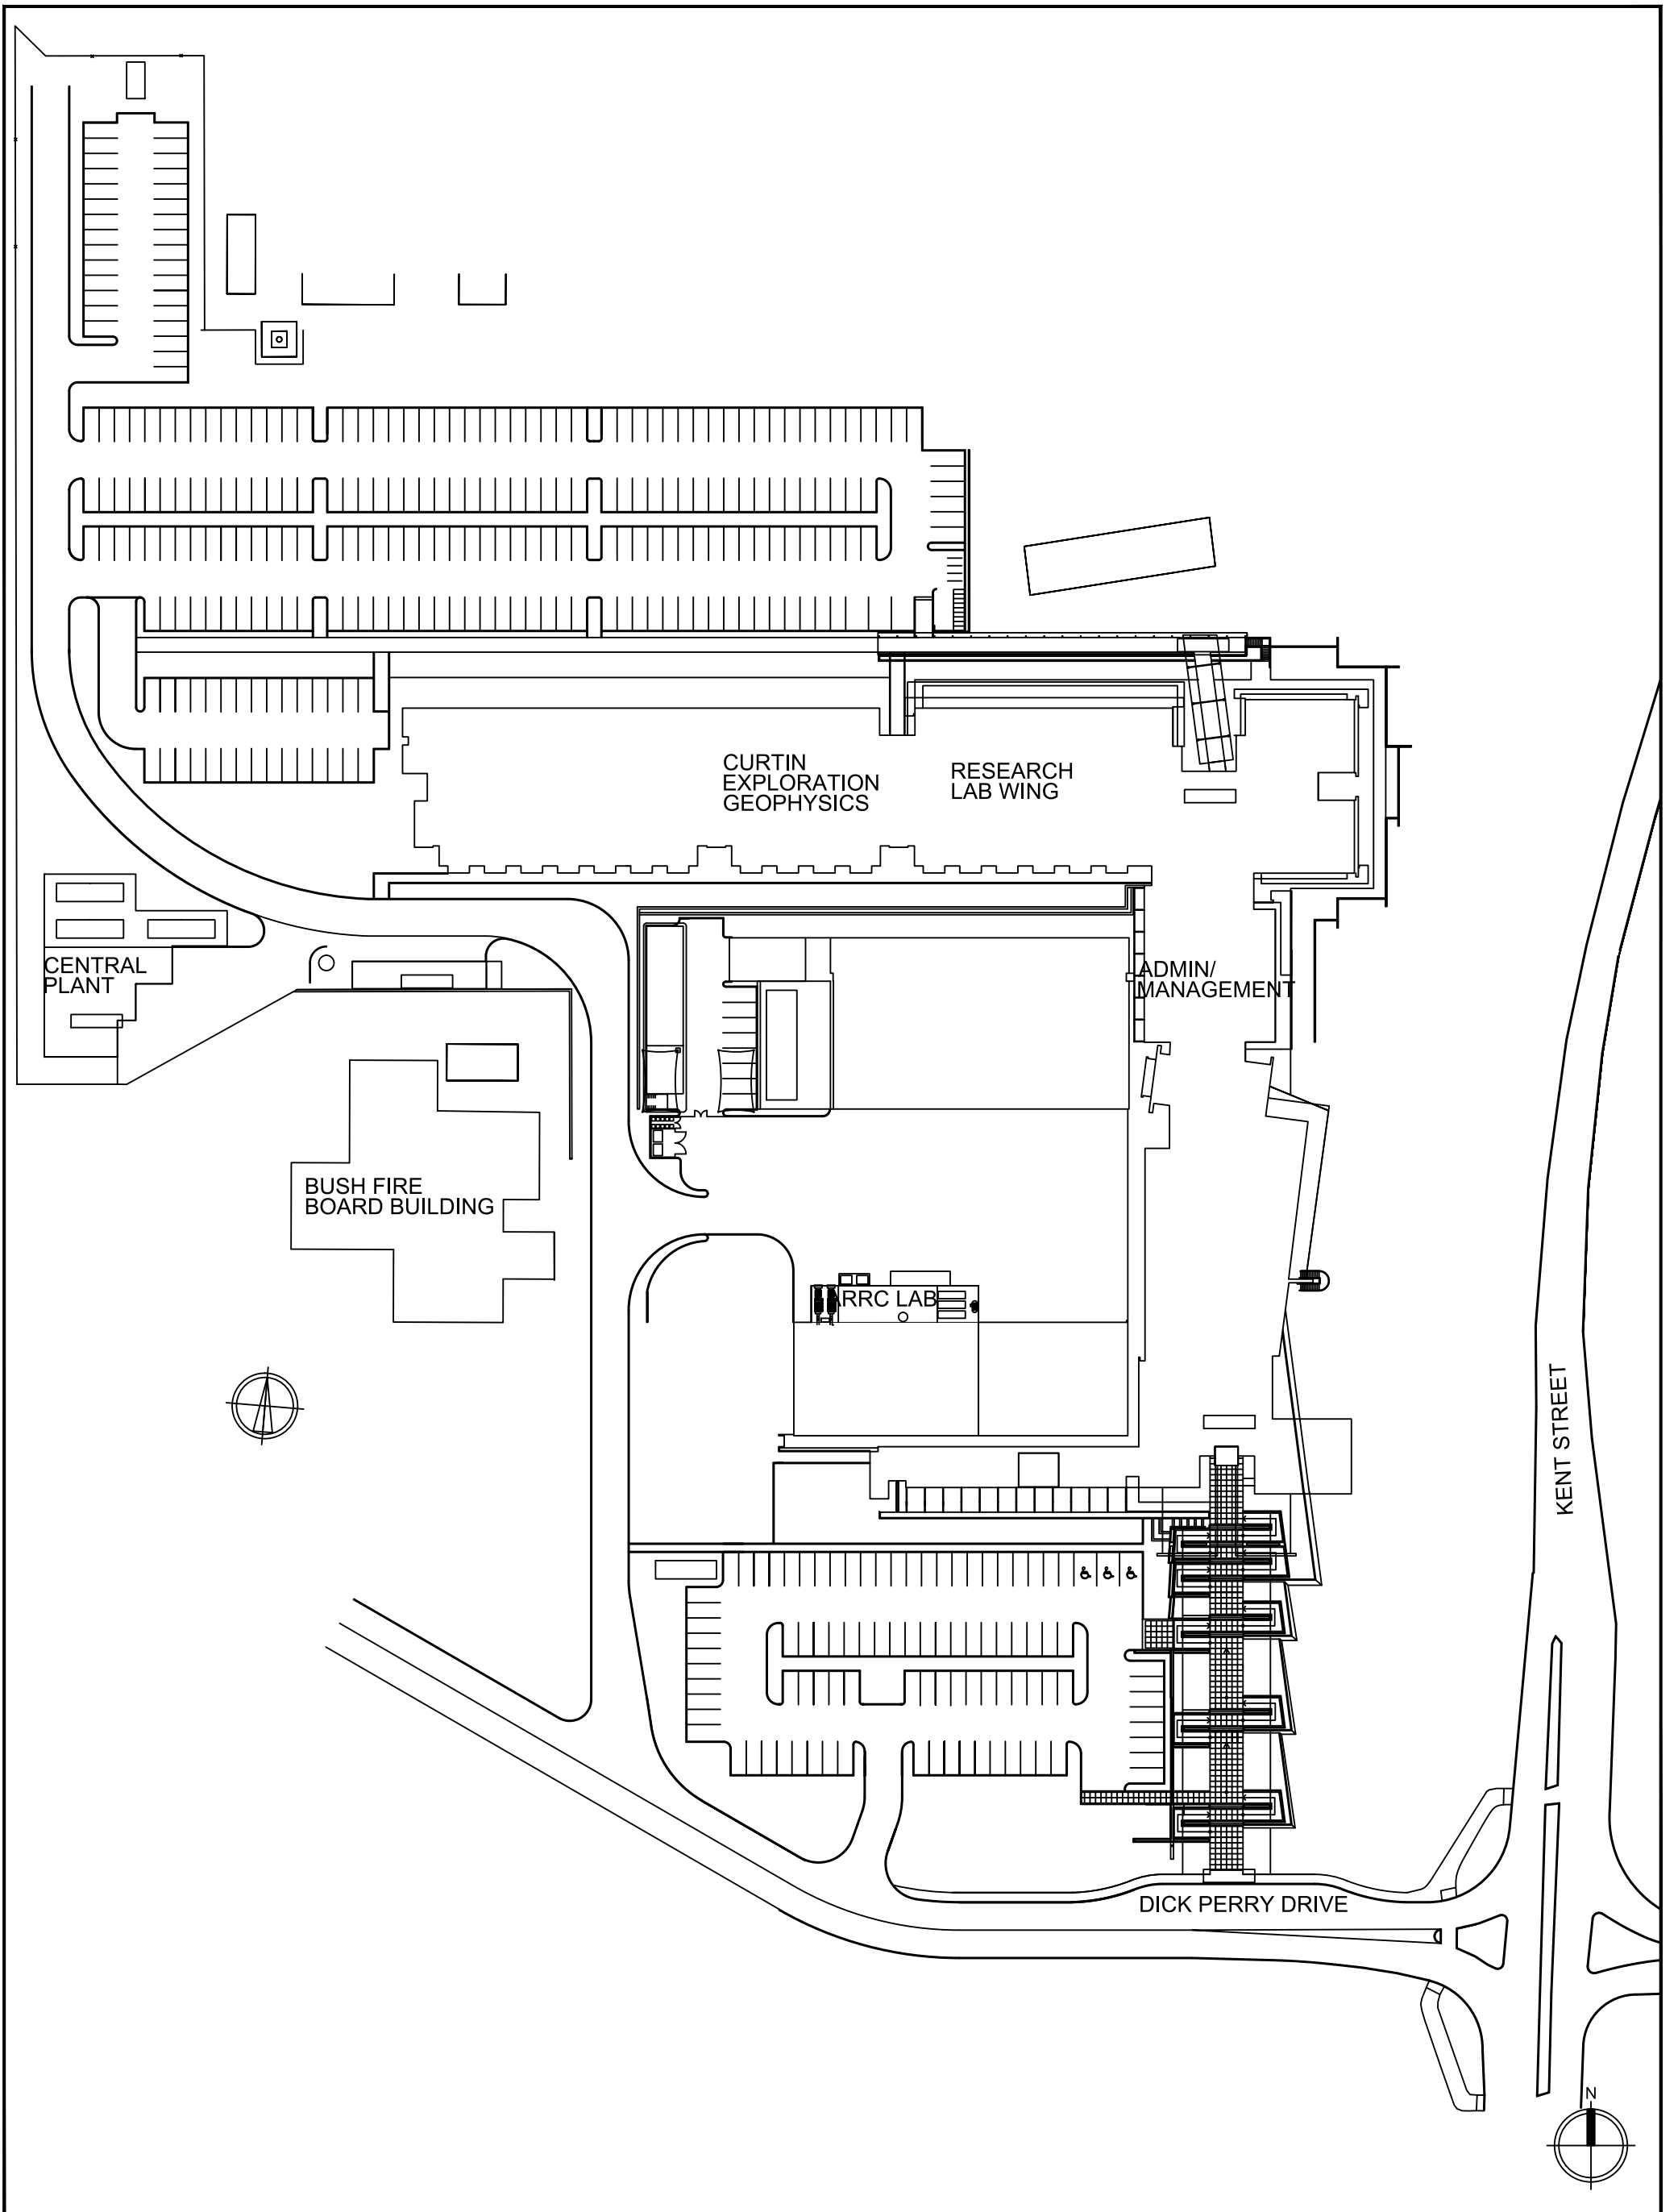 CURTIN
EXPLORATION
GEOPHYSICS
RESEARCH
LAB WING
CENTRAL
PLANT
ADMIN/
MANAGEMENT
BUSH FIRE
BOARD BUILDING
ARRC LAB
KENT STREET
DICK PERRY DRIVE
N